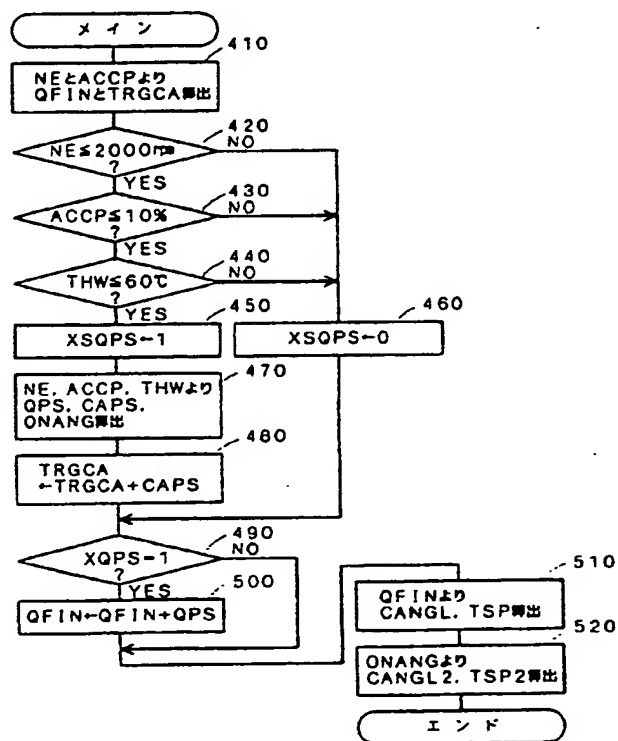 メイン
410
NEとACCPより
QFINとTRGCA算出
420
NE≦2000rpm
?
NO
YES
430
ACCP≦10%
?
NO
YES
440
THW≦60℃
?
NO
YES
450
XSQPS←1
460
XSQPS←0
470
NE, ACCP, THWより
QPS, CAPS,
ONANG算出
480
TRGCA
←TRGCA+CAPS
490
XQPS=1
?
NO
YES
500
QFIN←QFIN+QPS
510
QFINより
CANGL, TSP算出
520
ONANGより
CANGL2, TSP2算出
エンド